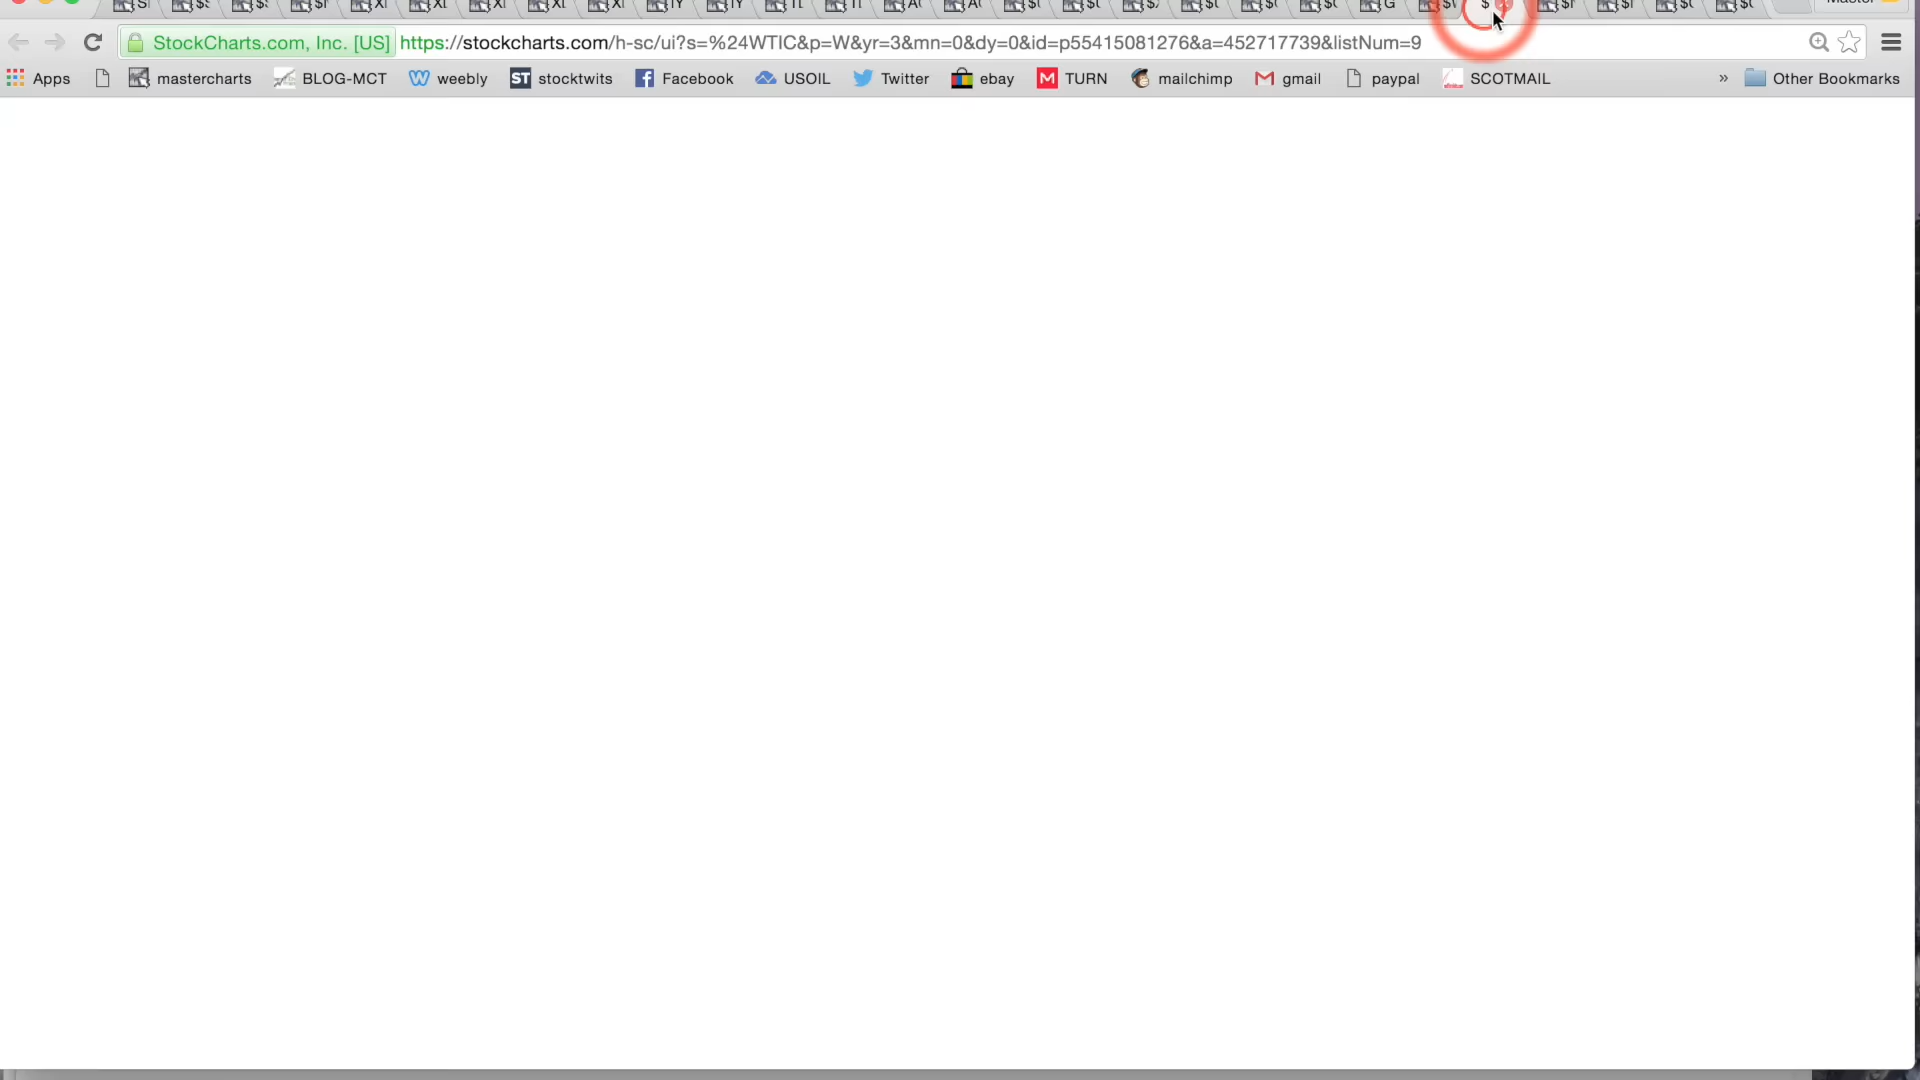 StockCharts.com, Inc. [US] https://stockcharts.com/h-sc/ui?s=%24WTIC&p=W&yr=3&mn=0&dy=0&id=p55415081276&a=452717739&listNum=9
Apps mastercharts BLOG-MCT weebly ST stocktwits Facebook USOIL Twitter ebay M TURN mailchimp gmail paypal SCOTMAIL » Other Bookmarks